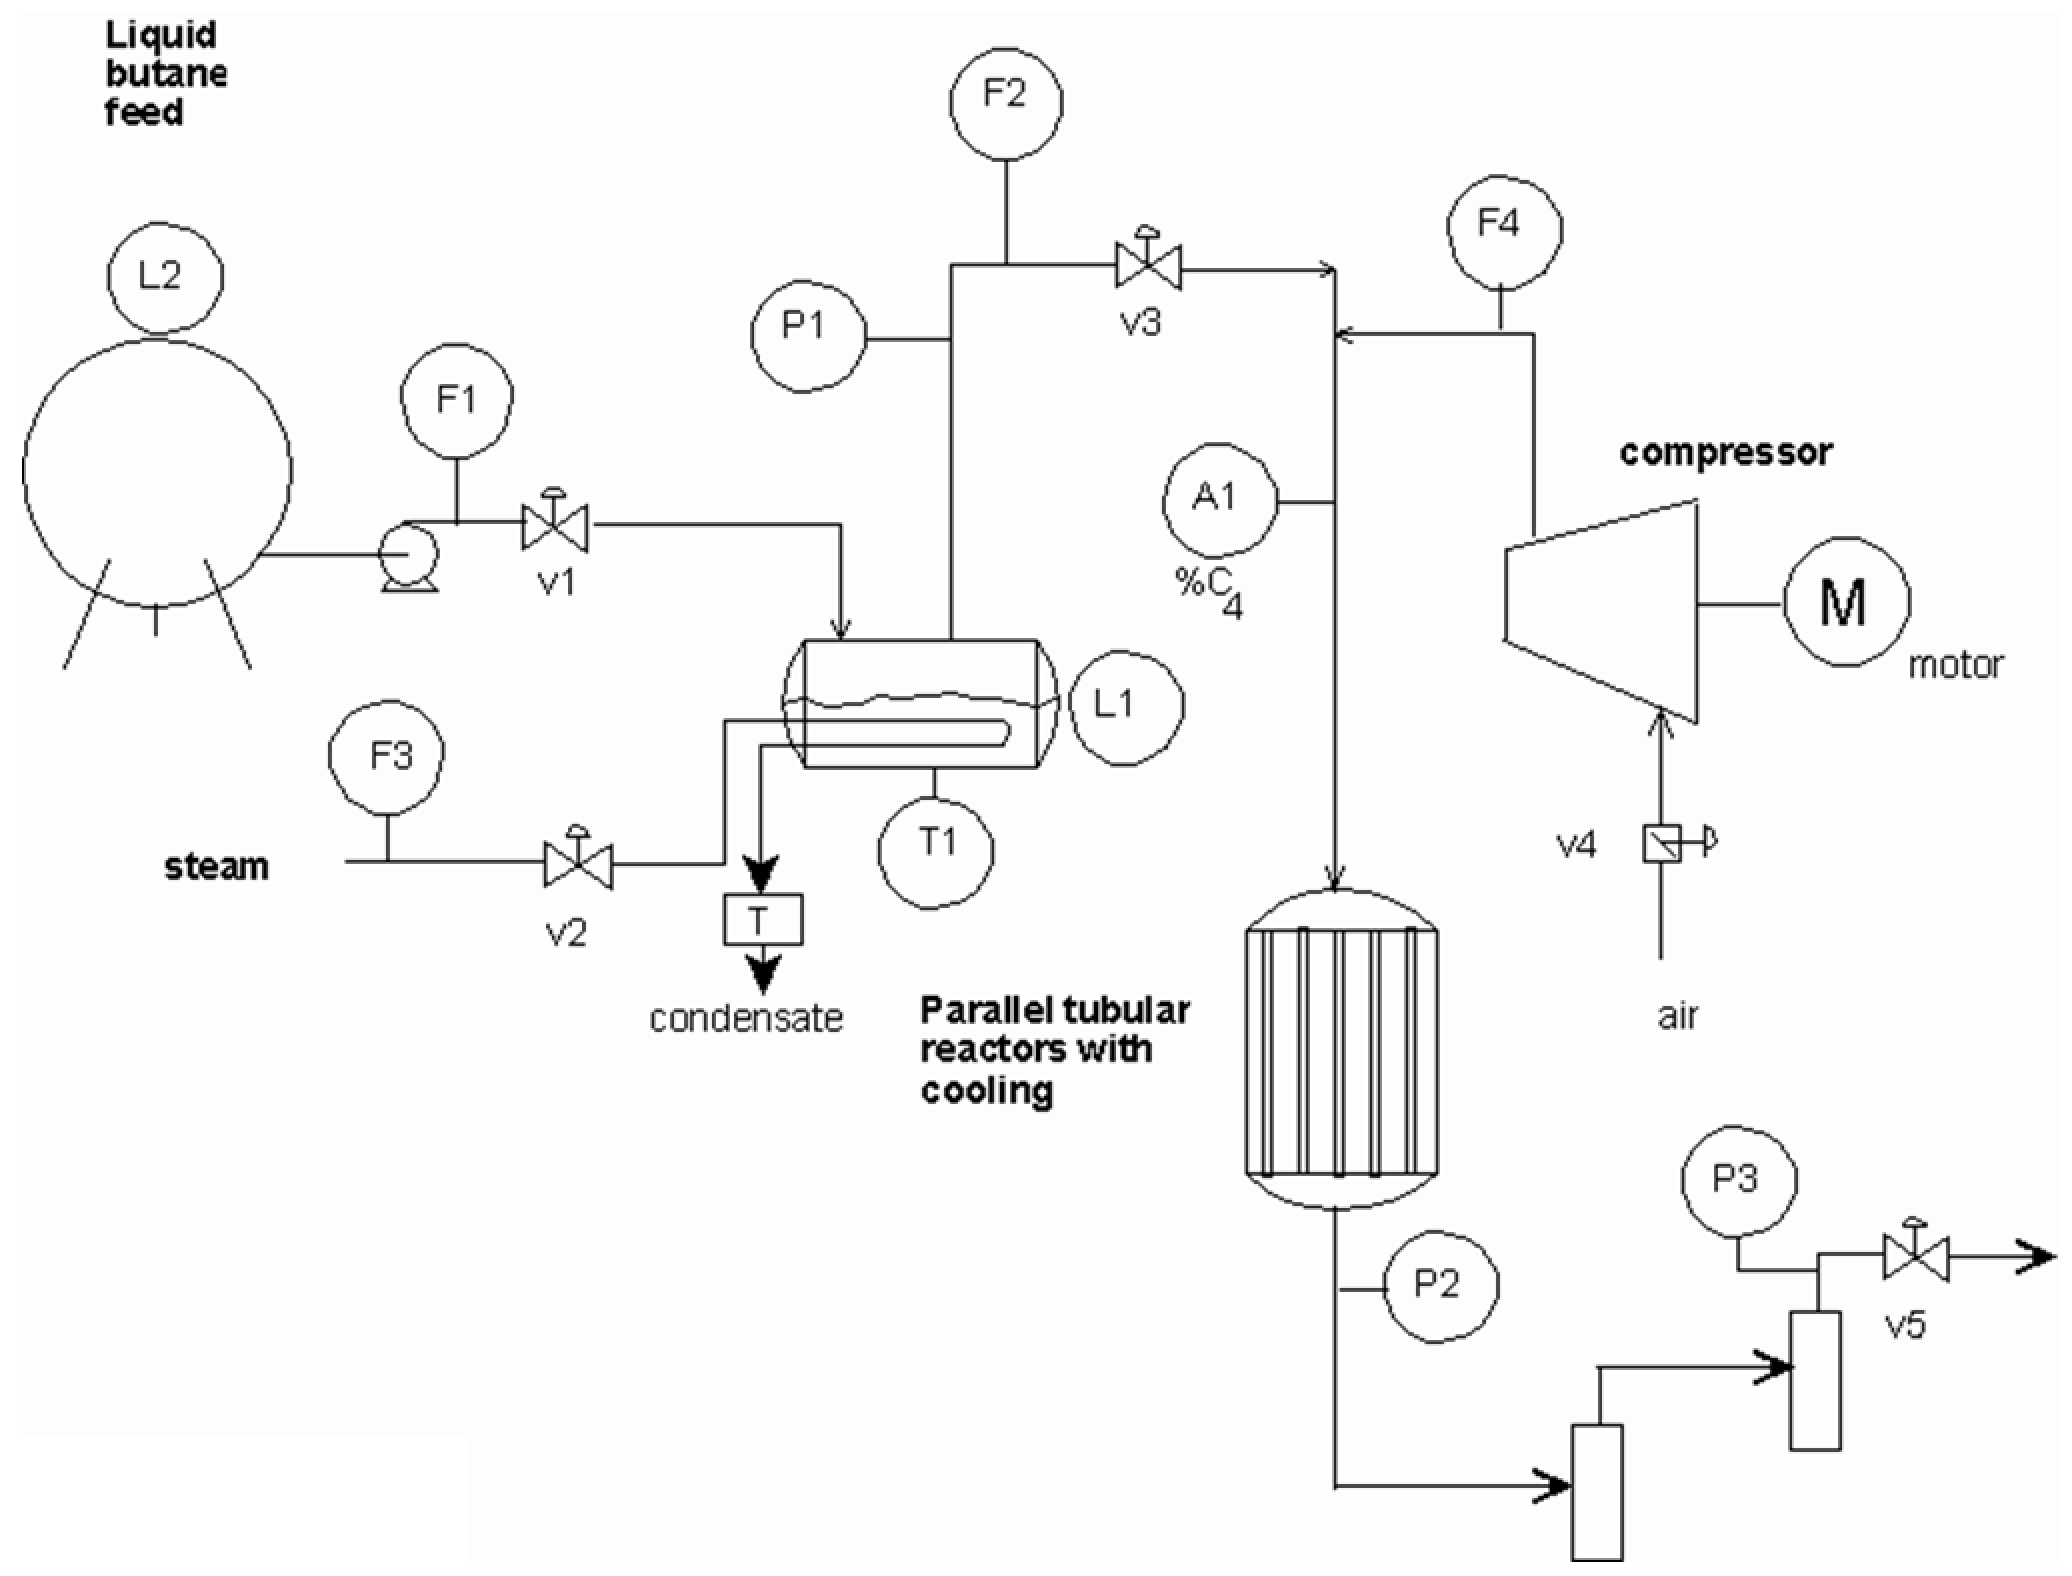 Liquid
butane
feed
F2
F4
L2
P1
v3
F1
compressor
A1
%C4
v1
M
motor
L1
F3
T1
v4
steam
T
v2
condensate
Parallel tubular
reactors with
cooling
air
P3
P2
v5